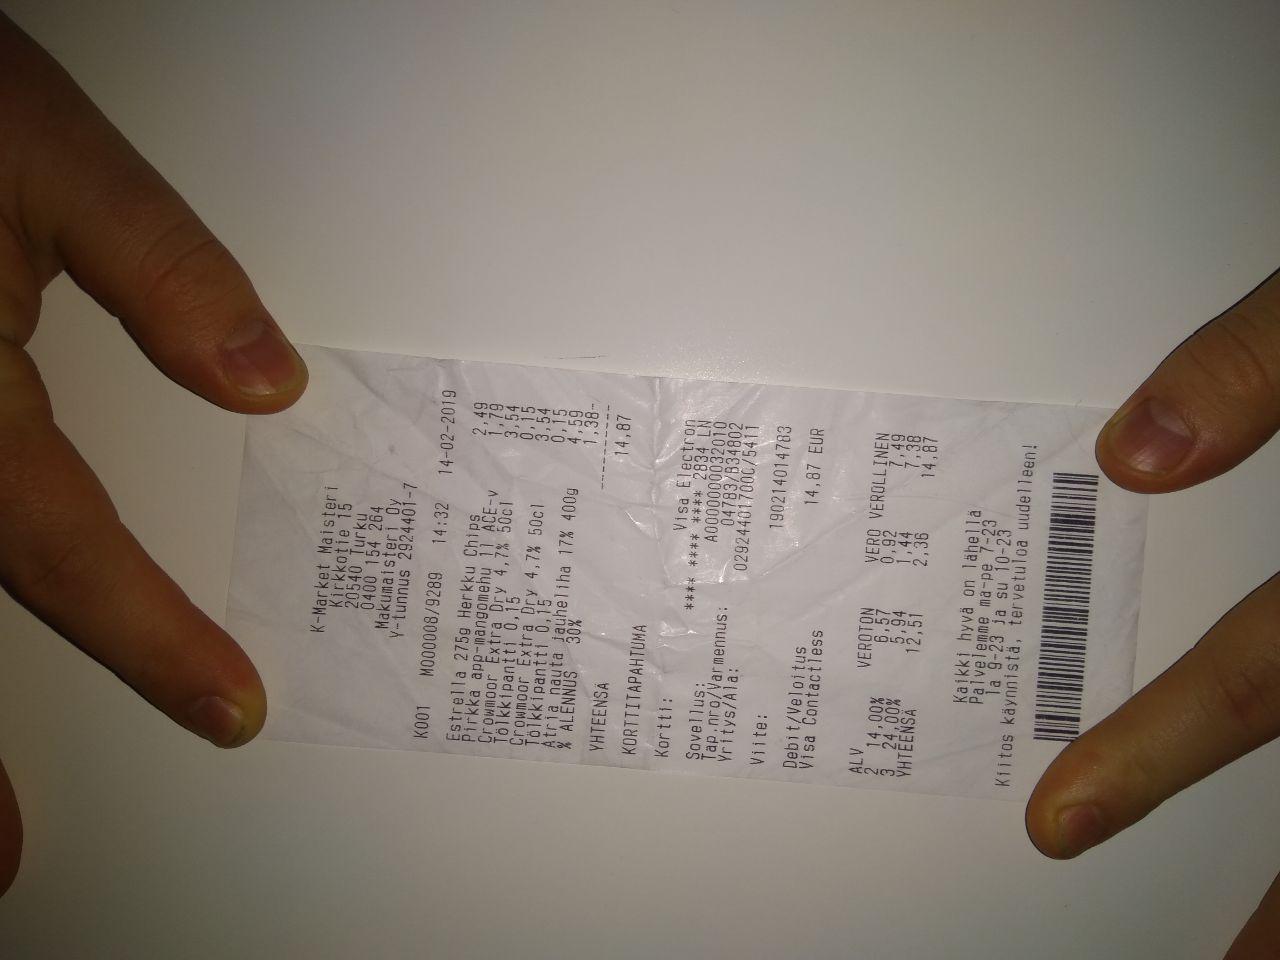 K-Market Maisteri
Kirkkotie 15
20540 Turku
0400 154 264
Makumaisteri Oy
Y-tunnus 2924401-7
K001 M000008/9289 14:32 14-02-2019
Estrella 275g Herkku Chips 2,49
Pirkka app-mangomehu 1l ACE-v 1,79
Crowmoor Extra Dry 4,7% 50cl 3,54
Tölkkipantti 0,15 0,15
Crowmoor Extra Dry 4,7% 50cl 3,54
Tölkkipantti 0,15 0,15
Atria nauta jauheliha 17% 400g 4,59
% ALENNUS 30% 1,38-
----------
YHTEENSÄ 14,87
KORTTITAPAHTUMA
Kortti: Visa Electron
**** **** **** 2834 LN
Sovellus: A0000000032010
Tap.nro/Varmennus: 04783/834802
Yritys/Ala: 029244017000/5411
Viite: 190214014783
Debit/Veloitus 14,87 EUR
Visa Contactless
ALV VEROTON VERO VEROLLINEN
2 14,00% 6,57 0,92 7,49
3 24,00% 5,94 1,44 7,38
YHTEENSÄ 12,51 2,36 14,87
Kaikki hyvä on lähellä
Palvelemme ma-pe 7-23
la 9-23 ja su 10-23
Kiitos käynnistä, tervetuloa uudelleen!